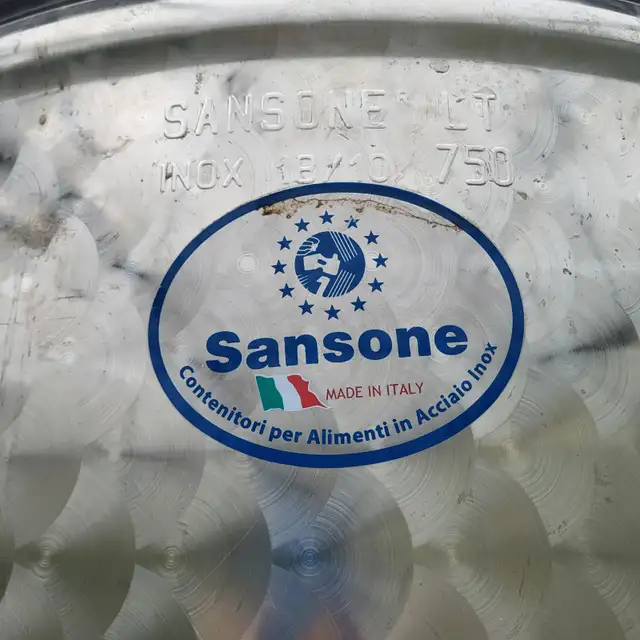 SANSONE LT
INOX 18/10 750
Sansone
MADE IN ITALY
Contenitori per Alimenti in Acciaio Inox